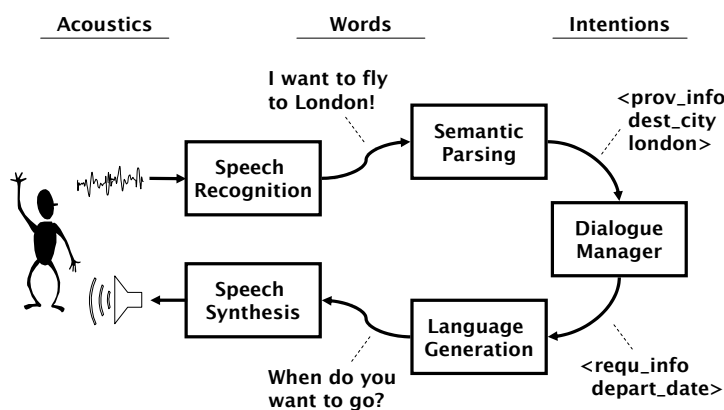 Acoustics
Words
Intentions
I want to fly
to London!
<prov_info
dest_city
london>
Semantic
Parsing
Speech
Recognition
Dialogue
Manager
Speech
Synthesis
Language
Generation
When do you
want to go?
<requ_info
depart_date>